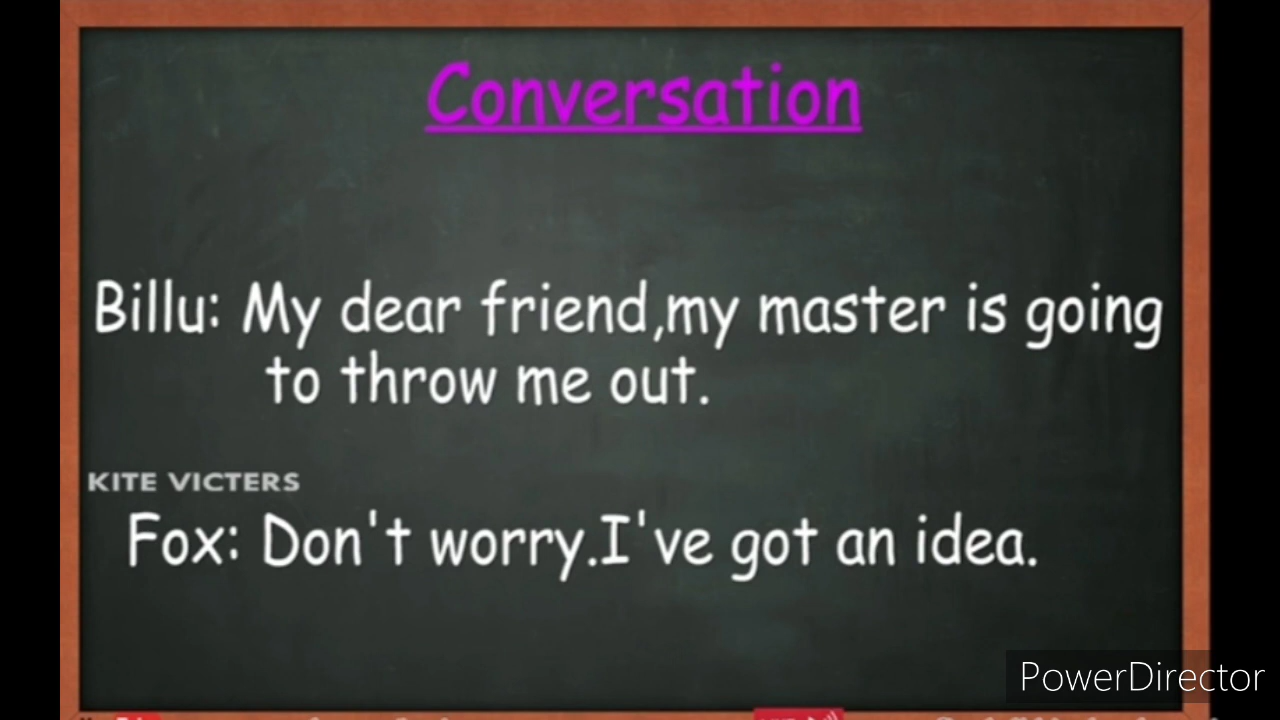 Conversation
Billu: My dear friend,my master is going
to throw me out.
KITE VICTERS
Fox: Don't worry.I've got an idea.
PowerDirector